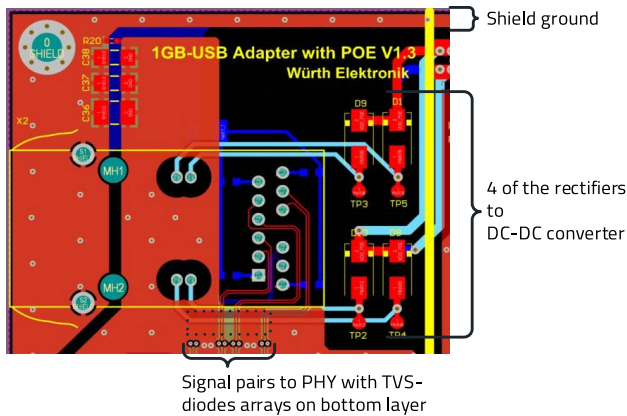 Shield ground
0
SHIELD
R20
C38
C37
C36
1GB-USB Adapter with POE V1.3
Würth Elektronik
X2
D9
D1
MH1
TP3
TP5
4 of the rectifiers
to
DC-DC converter
D8
MH2
TP2
TP4
Signal pairs to PHY with TVS-
diodes arrays on bottom layer